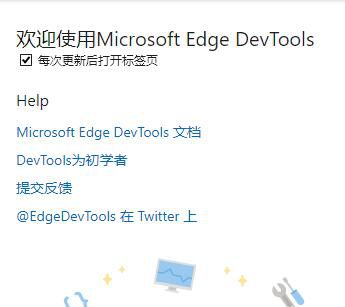 欢迎使用Microsoft Edge DevTools
每次更新后打开标签页
Help
Microsoft Edge DevTools 文档
DevTools为初学者
提交反馈
@EdgeDevTools 在 Twitter 上